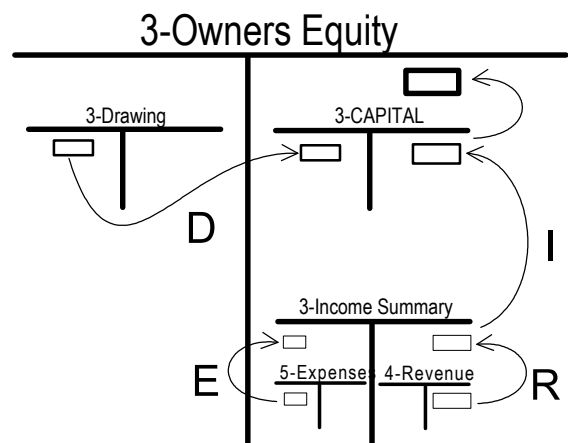 3-Owners Equity
3-Drawing
3-CAPITAL
D
I
3-Income Summary
E
5-Expenses
4-Revenue
R